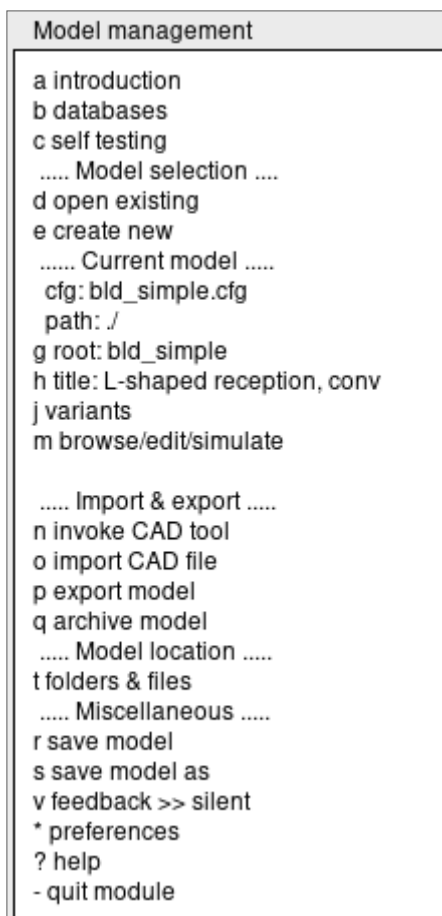 Model management
a introduction
b databases
c self testing
..... Model selection ....
d open existing
e create new
...... Current model .....
cfg: bld_simple.cfg
path: ./
g root: bld_simple
h title: L-shaped reception, conv
j variants
m browse/edit/simulate
..... Import & export .....
n invoke CAD tool
o import CAD file
p export model
q archive model
..... Model location .....
t folders & files
..... Miscellaneous .....
r save model
s save model as
v feedback >> silent
* preferences
? help
- quit module